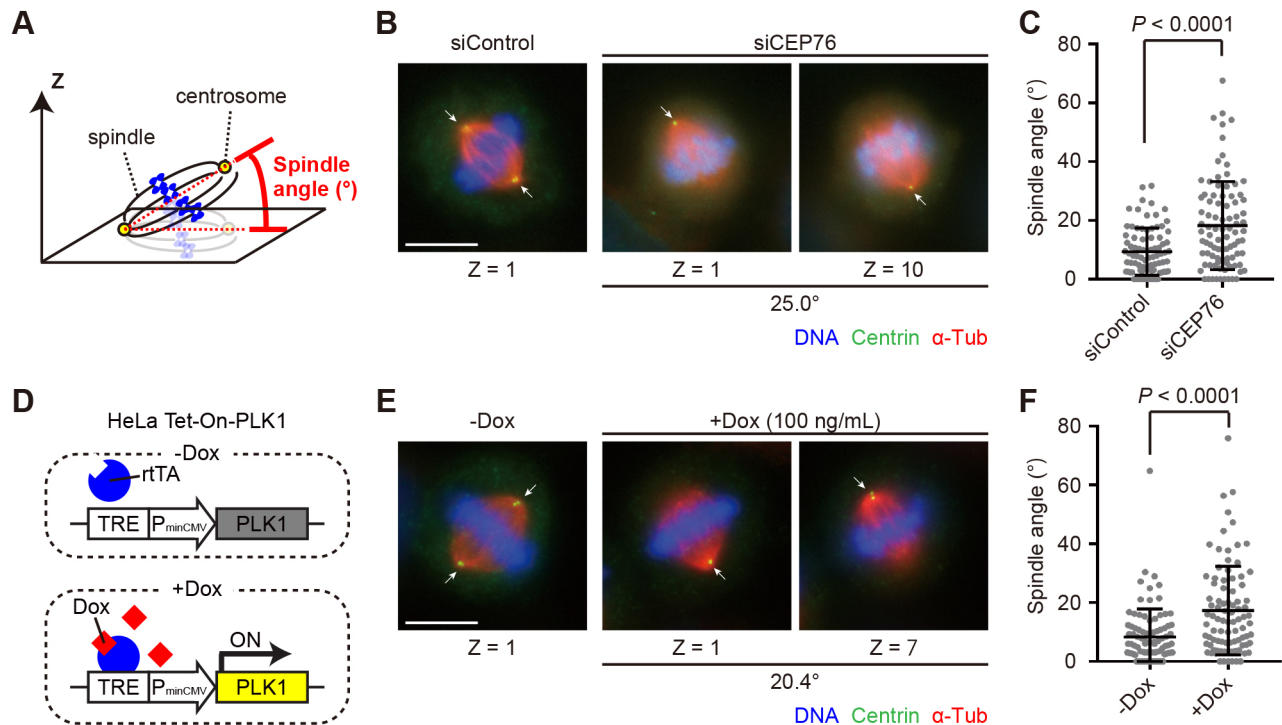 A
Z
centrosome
spindle
Spindle
angle (°)
B
siControl
siCEP76
Z = 1
Z = 1
Z = 10
25.0°
DNA Centrin α-Tub
C
P < 0.0001
Spindle angle (°)
80
60
40
20
0
siControl
siCEP76
D
HeLa Tet-On-PLK1
-Dox
rtTA
TRE PminCMV PLK1
+Dox
Dox
ON
TRE PminCMV PLK1
E
-Dox
+Dox (100 ng/mL)
Z = 1
Z = 1
Z = 7
20.4°
DNA Centrin α-Tub
F
P < 0.0001
Spindle angle (°)
80
60
40
20
0
-Dox
+Dox